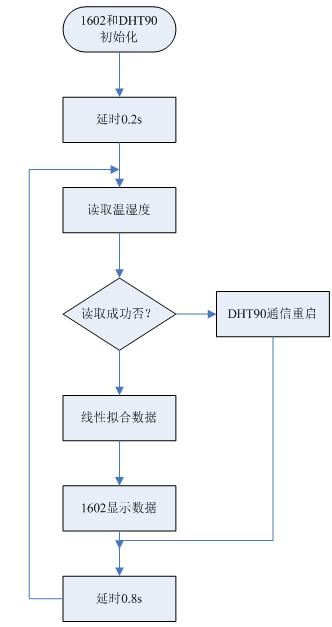 1602和DHT90
初始化
延时0.2s
读取温湿度
读取成功否?
DHT90通信重启
线性拟合数据
1602显示数据
延时0.8s